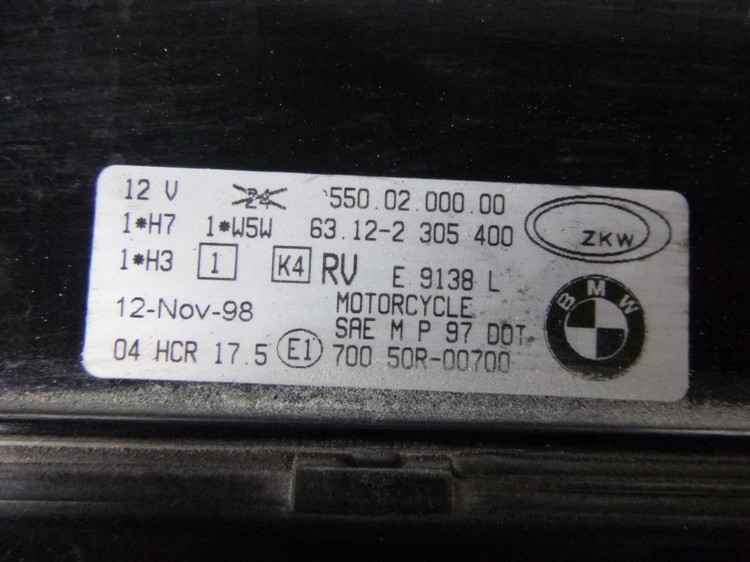 12 V 24 550.02.000.00
1*H7 1*W5W 63.12-2 305 400
ZKW
1*H3 1 K4 RV E 9138 L
BMW
12-Nov-98 MOTORCYCLE
SAE M P 97 DOT
04 HCR 17.5 E1 700 50R-00700